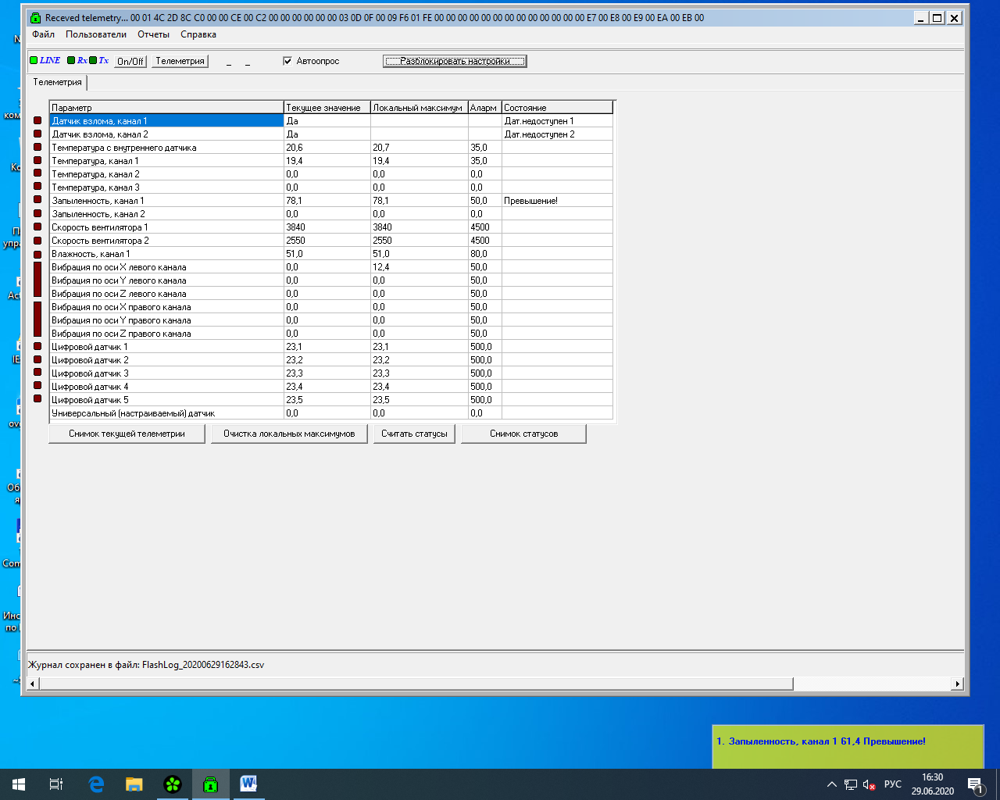 Receved telemetry... 00 01 4C 2D 8C C0 00 00 CE 00 C2 00 00 00 00 00 00 03 0D 0F 00 09 F6 01 FE 00 00 00 00 00 00 00 00 00 00 00 00 00 E7 00 E8 00 E9 00 EA 00 EB 00
Файл Пользователи Отчеты Справка
LINE Rx Tx On/Off Телеметрия _ _ Автоопрос Разблокировать настройки
Телеметрия
Параметр Текущее значение Локальный максимум Аларм Состояние
Датчик взлома, канал 1 Да Дат.недоступен 1
Датчик взлома, канал 2 Да Дат.недоступен 2
Температура с внутреннего датчика 20,6 20,7 35,0
Температура, канал 1 19,4 19,4 35,0
Температура, канал 2 0,0 0,0 0,0
Температура, канал 3 0,0 0,0 0,0
Запыленность, канал 1 78,1 78,1 50,0 Превышение!
Запыленность, канал 2 0,0 0,0 0,0
Скорость вентилятора 1 3840 3840 4500
Скорость вентилятора 2 2550 2550 4500
Влажность, канал 1 51,0 51,0 80,0
Вибрация по оси X левого канала 0,0 12,4 50,0
Вибрация по оси Y левого канала 0,0 0,0 50,0
Вибрация по оси Z левого канала 0,0 0,0 50,0
Вибрация по оси X правого канала 0,0 0,0 50,0
Вибрация по оси Y правого канала 0,0 0,0 50,0
Вибрация по оси Z правого канала 0,0 0,0 50,0
Цифровой датчик 1 23,1 23,1 500,0
Цифровой датчик 2 23,2 23,2 500,0
Цифровой датчик 3 23,3 23,3 500,0
Цифровой датчик 4 23,4 23,4 500,0
Цифровой датчик 5 23,5 23,5 500,0
Универсальный (настраиваемый) датчик 0,0 0,0 0,0
Снимок текущей телеметрии Очистка локальных максимумов Считать статусы Снимок статусов
Журнал сохранен в файл: FlashLog_20200629162843.csv
1. Запыленность, канал 1 61,4 Превышение!
РУС 16:30
29.06.2020
1